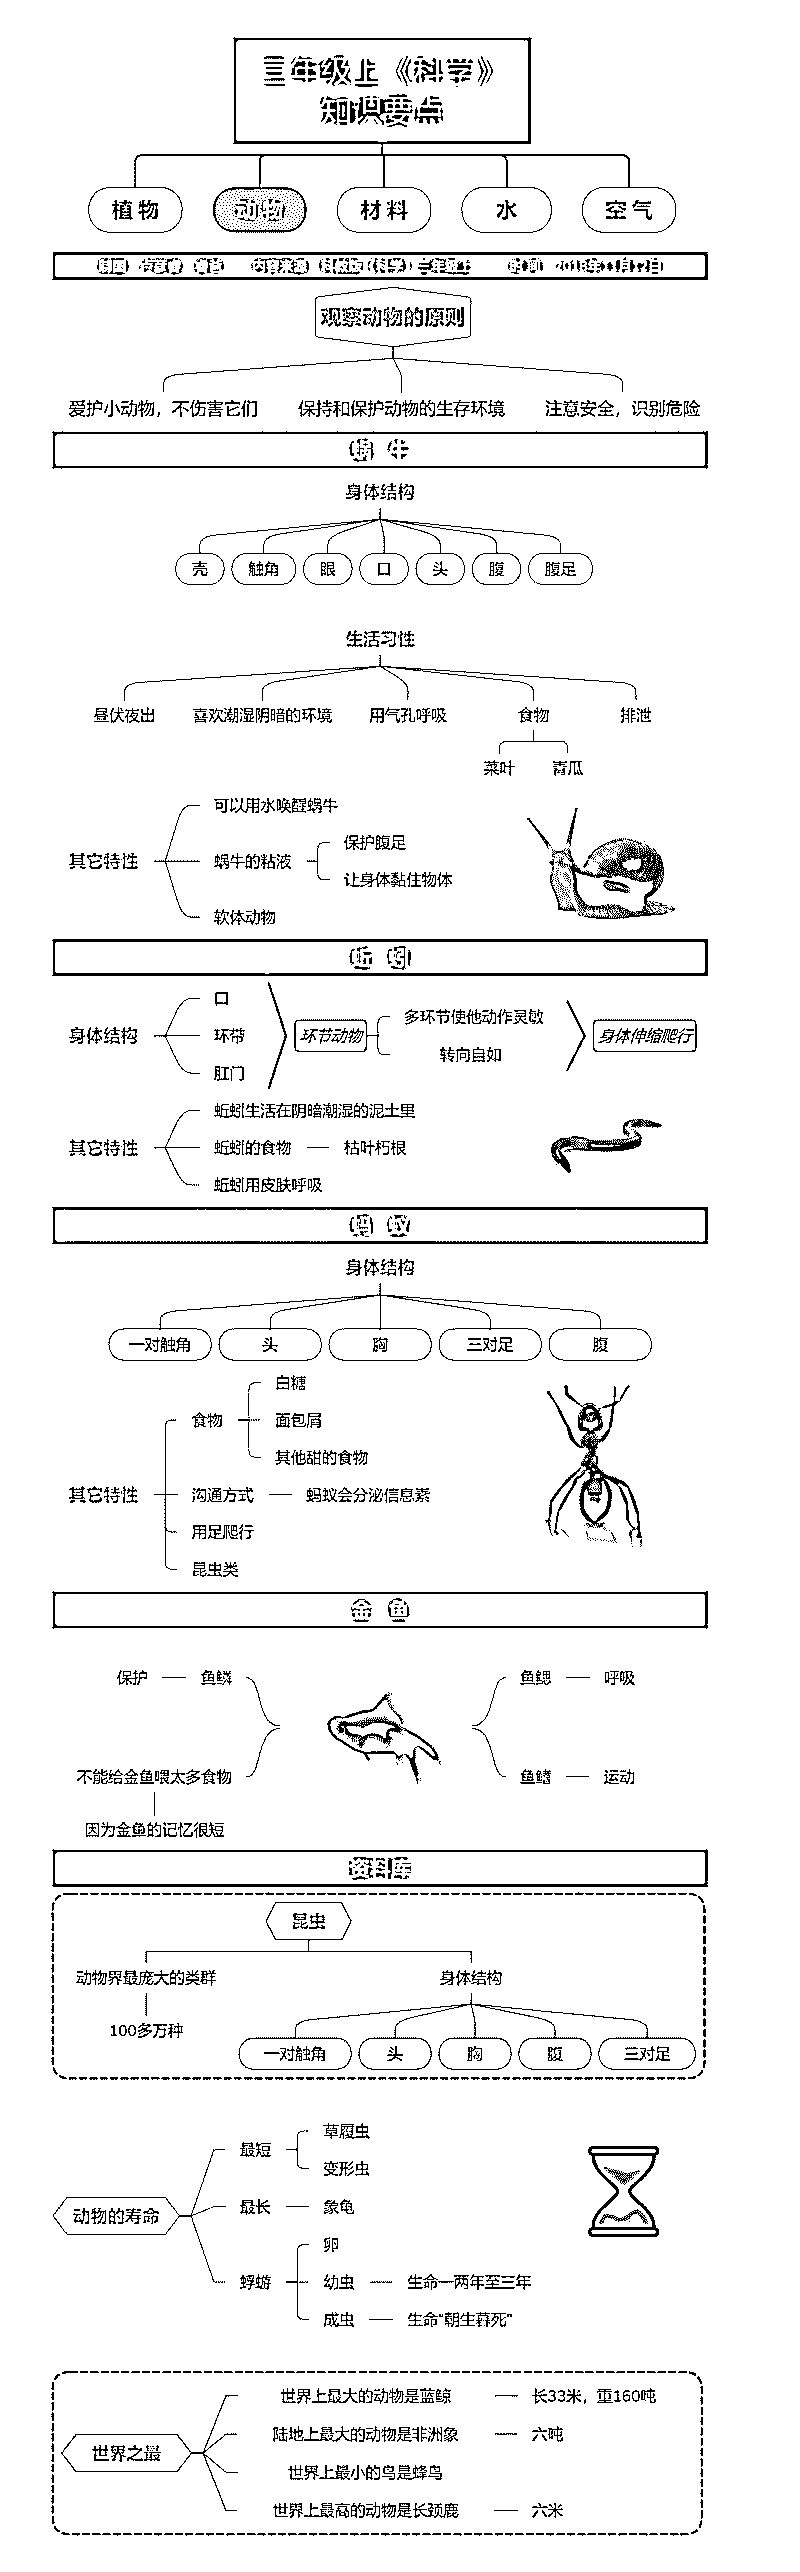 三年级上《科学》
知识要点
植物 动物 材料 水 空气
内容来源 科教版《科学》三年级上 时间
观察动物的原则
爱护小动物，不伤害它们 保持和保护动物的生存环境 注意安全，识别危险
蜗 牛
身体结构
壳 触角 眼 口 头 腹 腹足
生活习性
昼伏夜出 喜欢潮湿阴暗的环境 用气孔呼吸 食物 排泄
菜叶 青瓜
可以用水唤醒蜗牛
保护腹足
其它特性 蜗牛的粘液
让身体黏住物体
软体动物
蚯 蚓
口
多环节使他动作灵敏
身体结构 环带 环节动物 身体伸缩爬行
转向自如
肛门
蚯蚓生活在阴暗潮湿的泥土里
其它特性 蚯蚓的食物 枯叶朽根
蚯蚓用皮肤呼吸
蚂 蚁
身体结构
一对触角 头 胸 三对足 腹
白糖
食物 面包屑
其他甜的食物
其它特性 沟通方式 蚂蚁会分泌信息素
用足爬行
昆虫类
金 鱼
保护 鱼鳞 鱼鳃 呼吸
不能给金鱼喂太多食物 鱼鳍 运动
因为金鱼的记忆很短
资料库
昆虫
动物界最庞大的类群 身体结构
100多万种
一对触角 头 胸 腹 三对足
草履虫
最短
变形虫
动物的寿命 最长 象龟
卵
蜉蝣 幼虫 生命一两年至三年
成虫 生命“朝生暮死”
世界上最大的动物是蓝鲸 长33米，重160吨
陆地上最大的动物是非洲象 六吨
世界之最
世界上最小的鸟是蜂鸟
世界上最高的动物是长颈鹿 六米